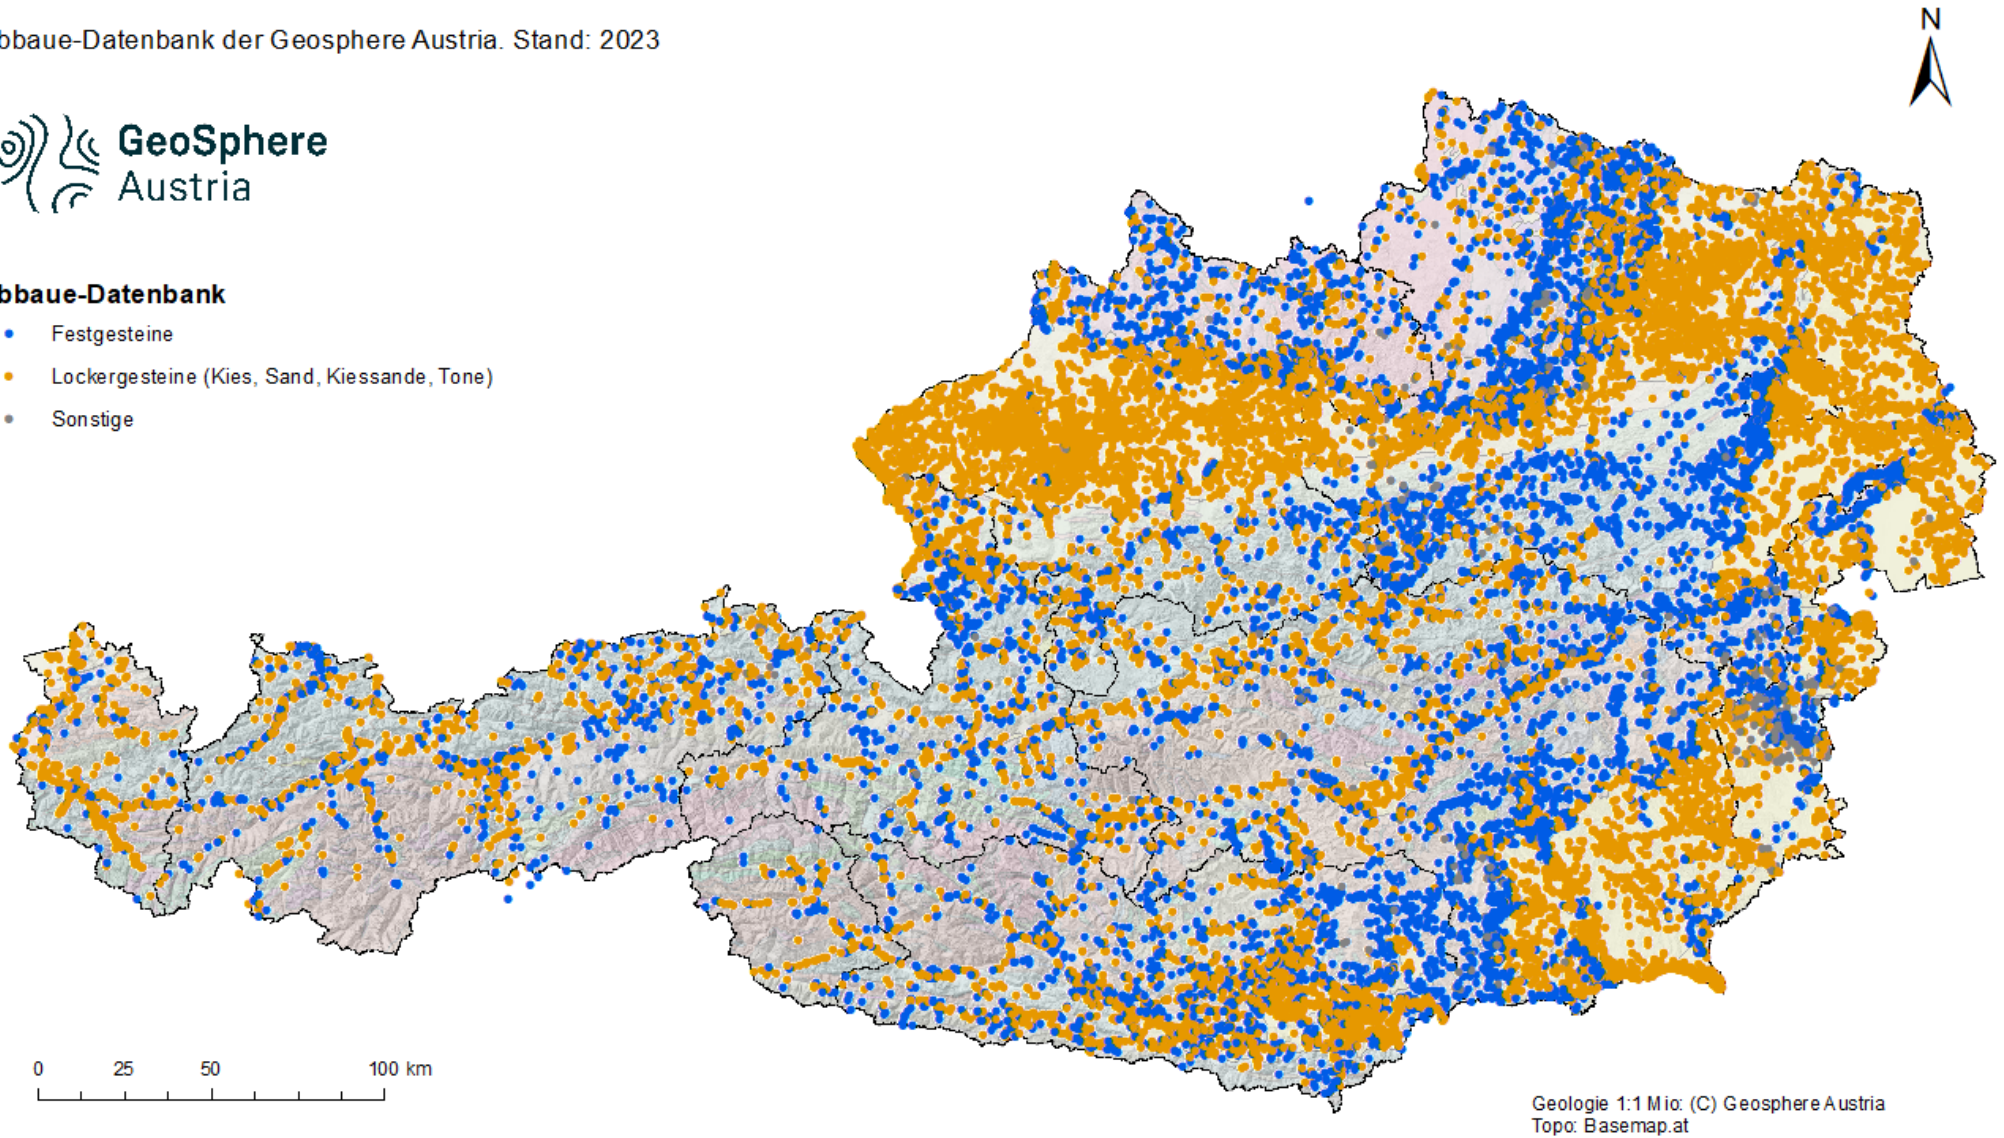 bbaue-Datenbank der Geosphere Austria. Stand: 2023
N
GeoSphere
Austria
bbaue-Datenbank
Festgesteine
Lockergesteine (Kies, Sand, Kiessande, Tone)
Sonstige
0 25 50 100 km
Geologie 1:1 Mio: (C) Geosphere Austria
Topo: Basemap.at